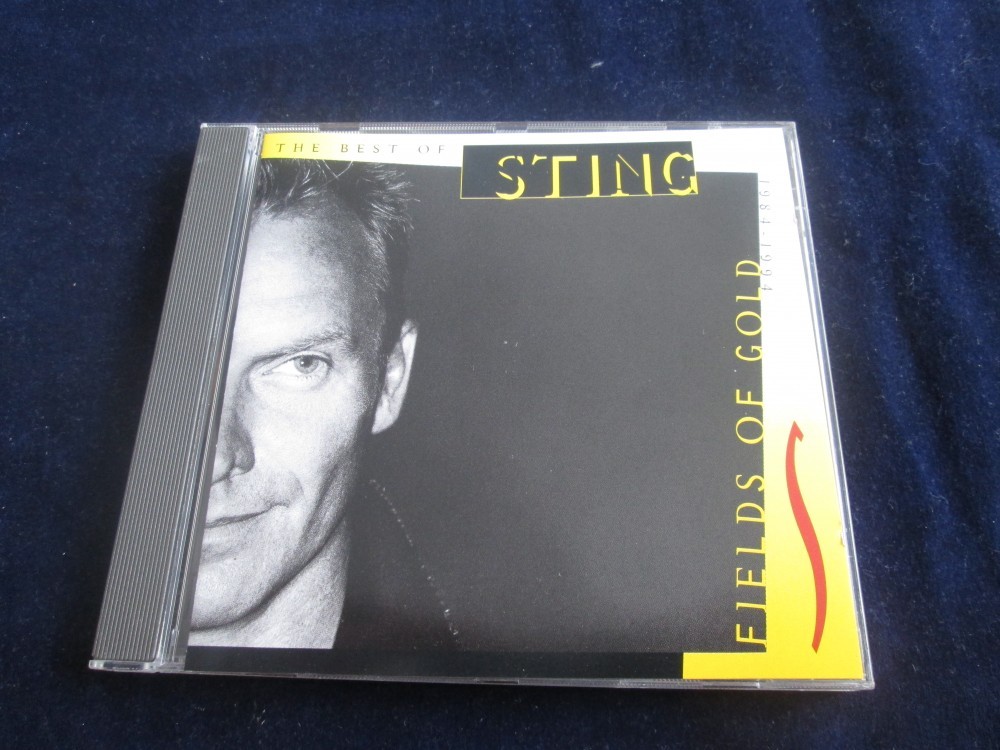 THE BEST OF
STING
1984-1994
FIELDS OF GOLD